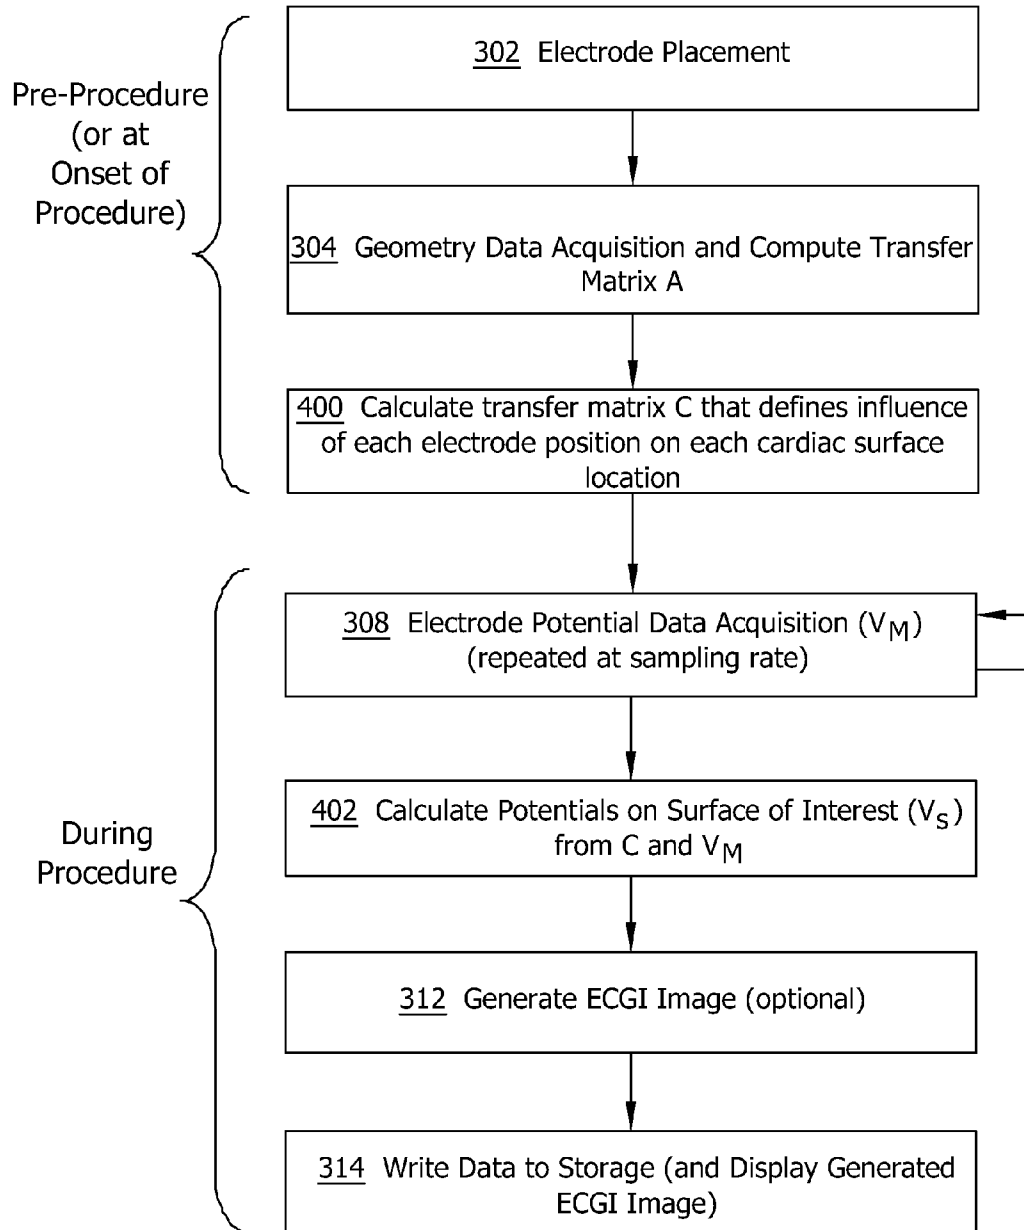 Pre-Procedure
(or at
Onset of
Procedure)
302 Electrode Placement
304 Geometry Data Acquisition and Compute Transfer
Matrix A
400 Calculate transfer matrix C that defines influence
of each electrode position on each cardiac surface
location
During
Procedure
308 Electrode Potential Data Acquisition (VM)
(repeated at sampling rate)
402 Calculate Potentials on Surface of Interest (VS)
from C and VM
312 Generate ECGI Image (optional)
314 Write Data to Storage (and Display Generated
ECGI Image)